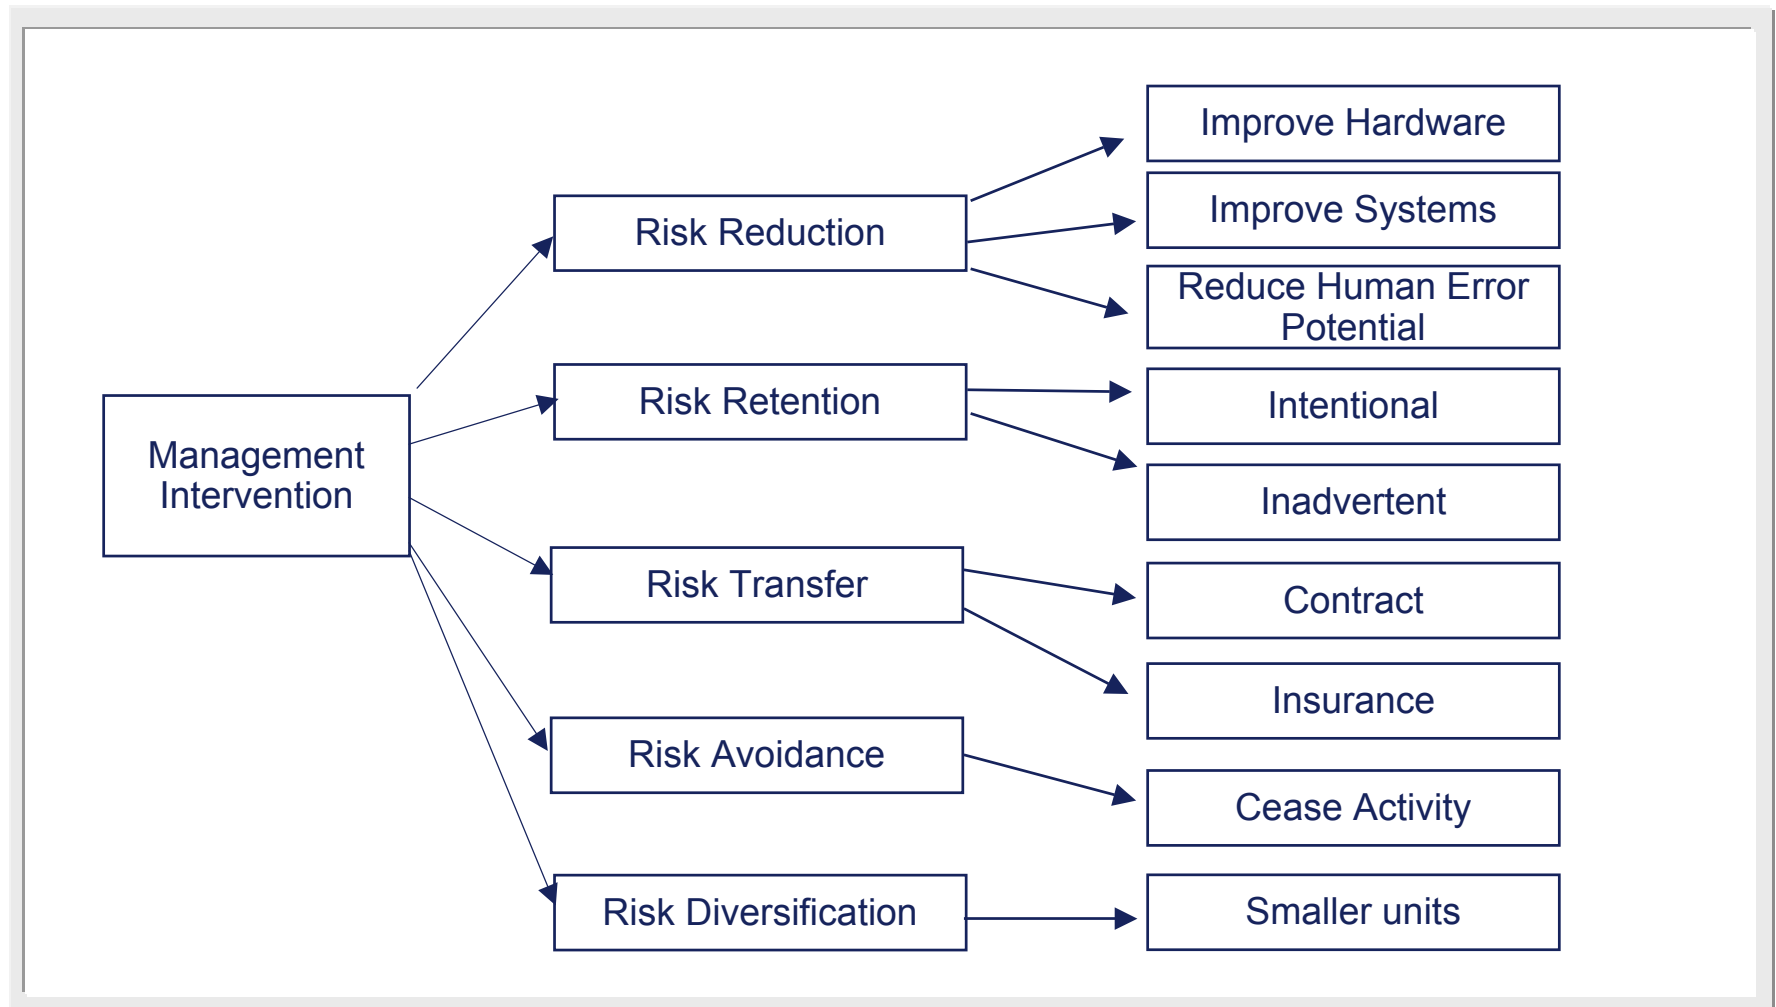 Management
Intervention
Risk Reduction
Improve Hardware
Improve Systems
Reduce Human Error
Potential
Risk Retention
Intentional
Inadvertent
Risk Transfer
Contract
Insurance
Risk Avoidance
Cease Activity
Risk Diversification
Smaller units